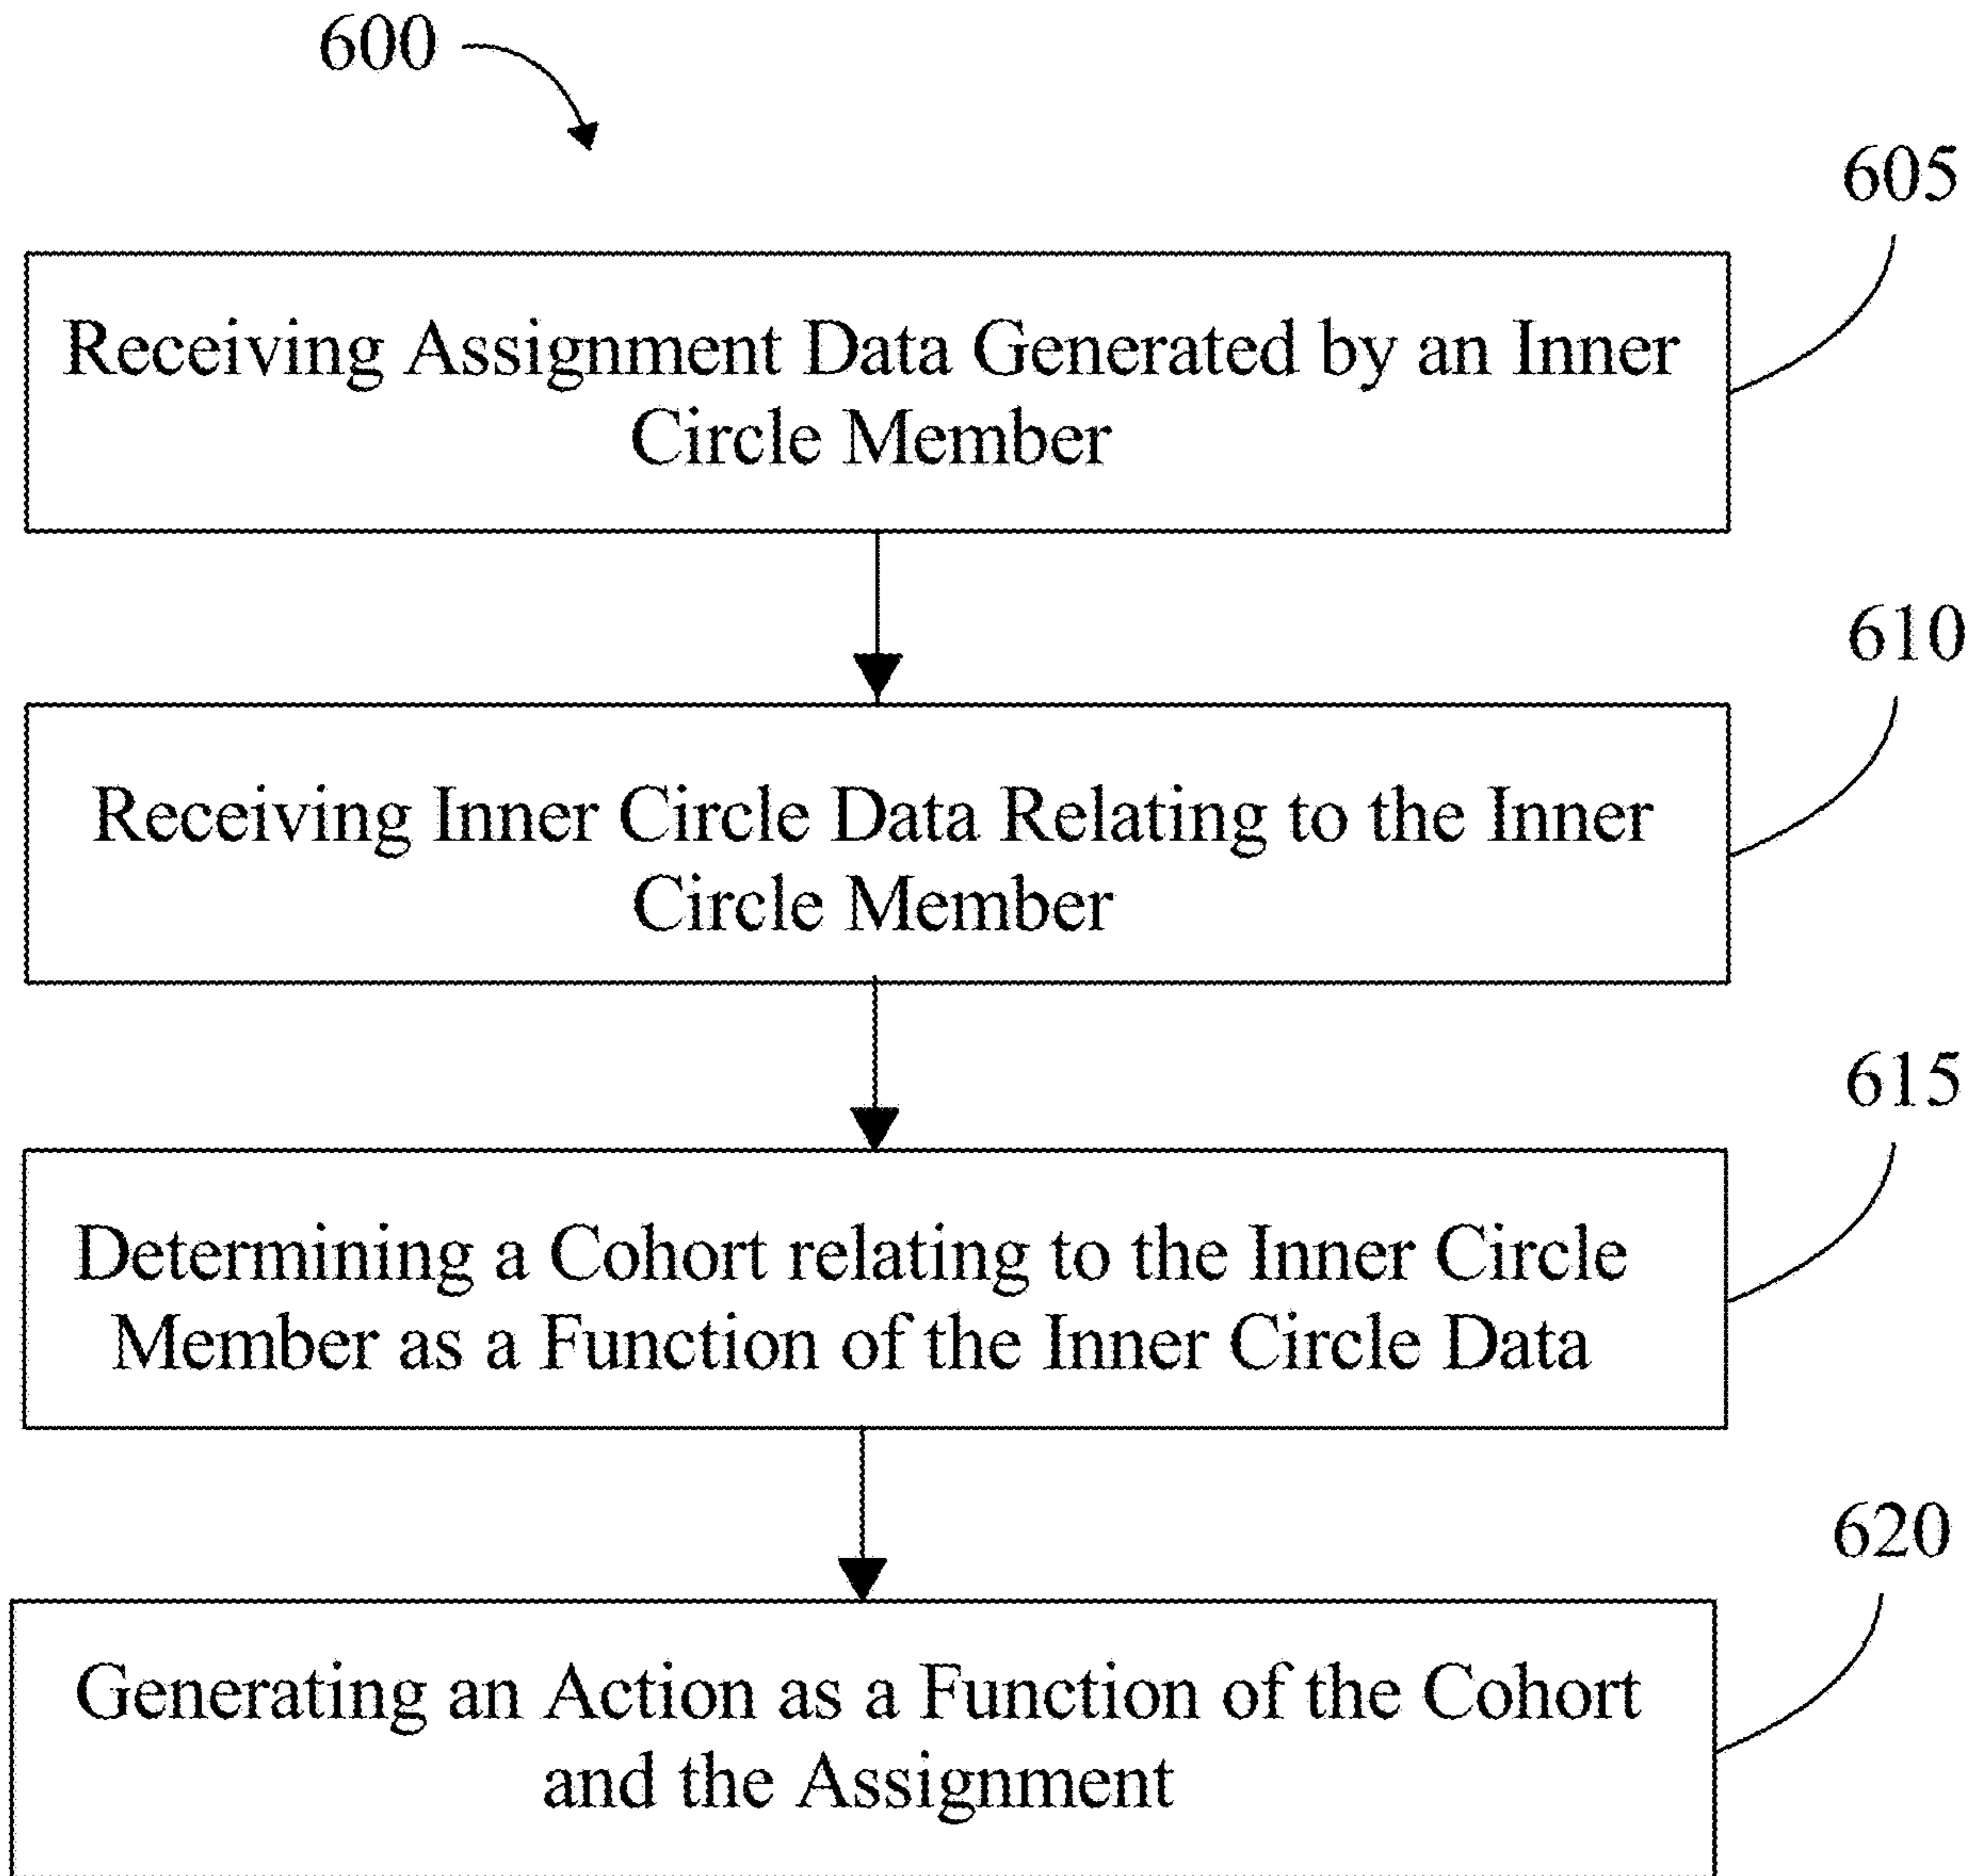 600
605
Receiving Assignment Data Generated by an Inner
Circle Member
610
Receiving Inner Circle Data Relating to the Inner
Circle Member
615
Determining a Cohort relating to the Inner Circle
Member as a Function of the Inner Circle Data
620
Generating an Action as a Function of the Cohort
and the Assignment